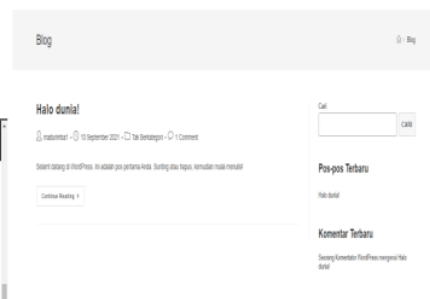 Blog
> Blog
Halo dunia!
13 September 2021 - Tak Berkategori - 1 Comment
Selamat datang di WordPress. Ini adalah pos pertama Anda. Sunting atau hapus, kemudian mulai menulis!
Continue Reading >
Cari
CARI
Pos-pos Terbaru
Halo dunia!
Komentar Terbaru
Seorang Komentator WordPress mengenai Halo
dunia!